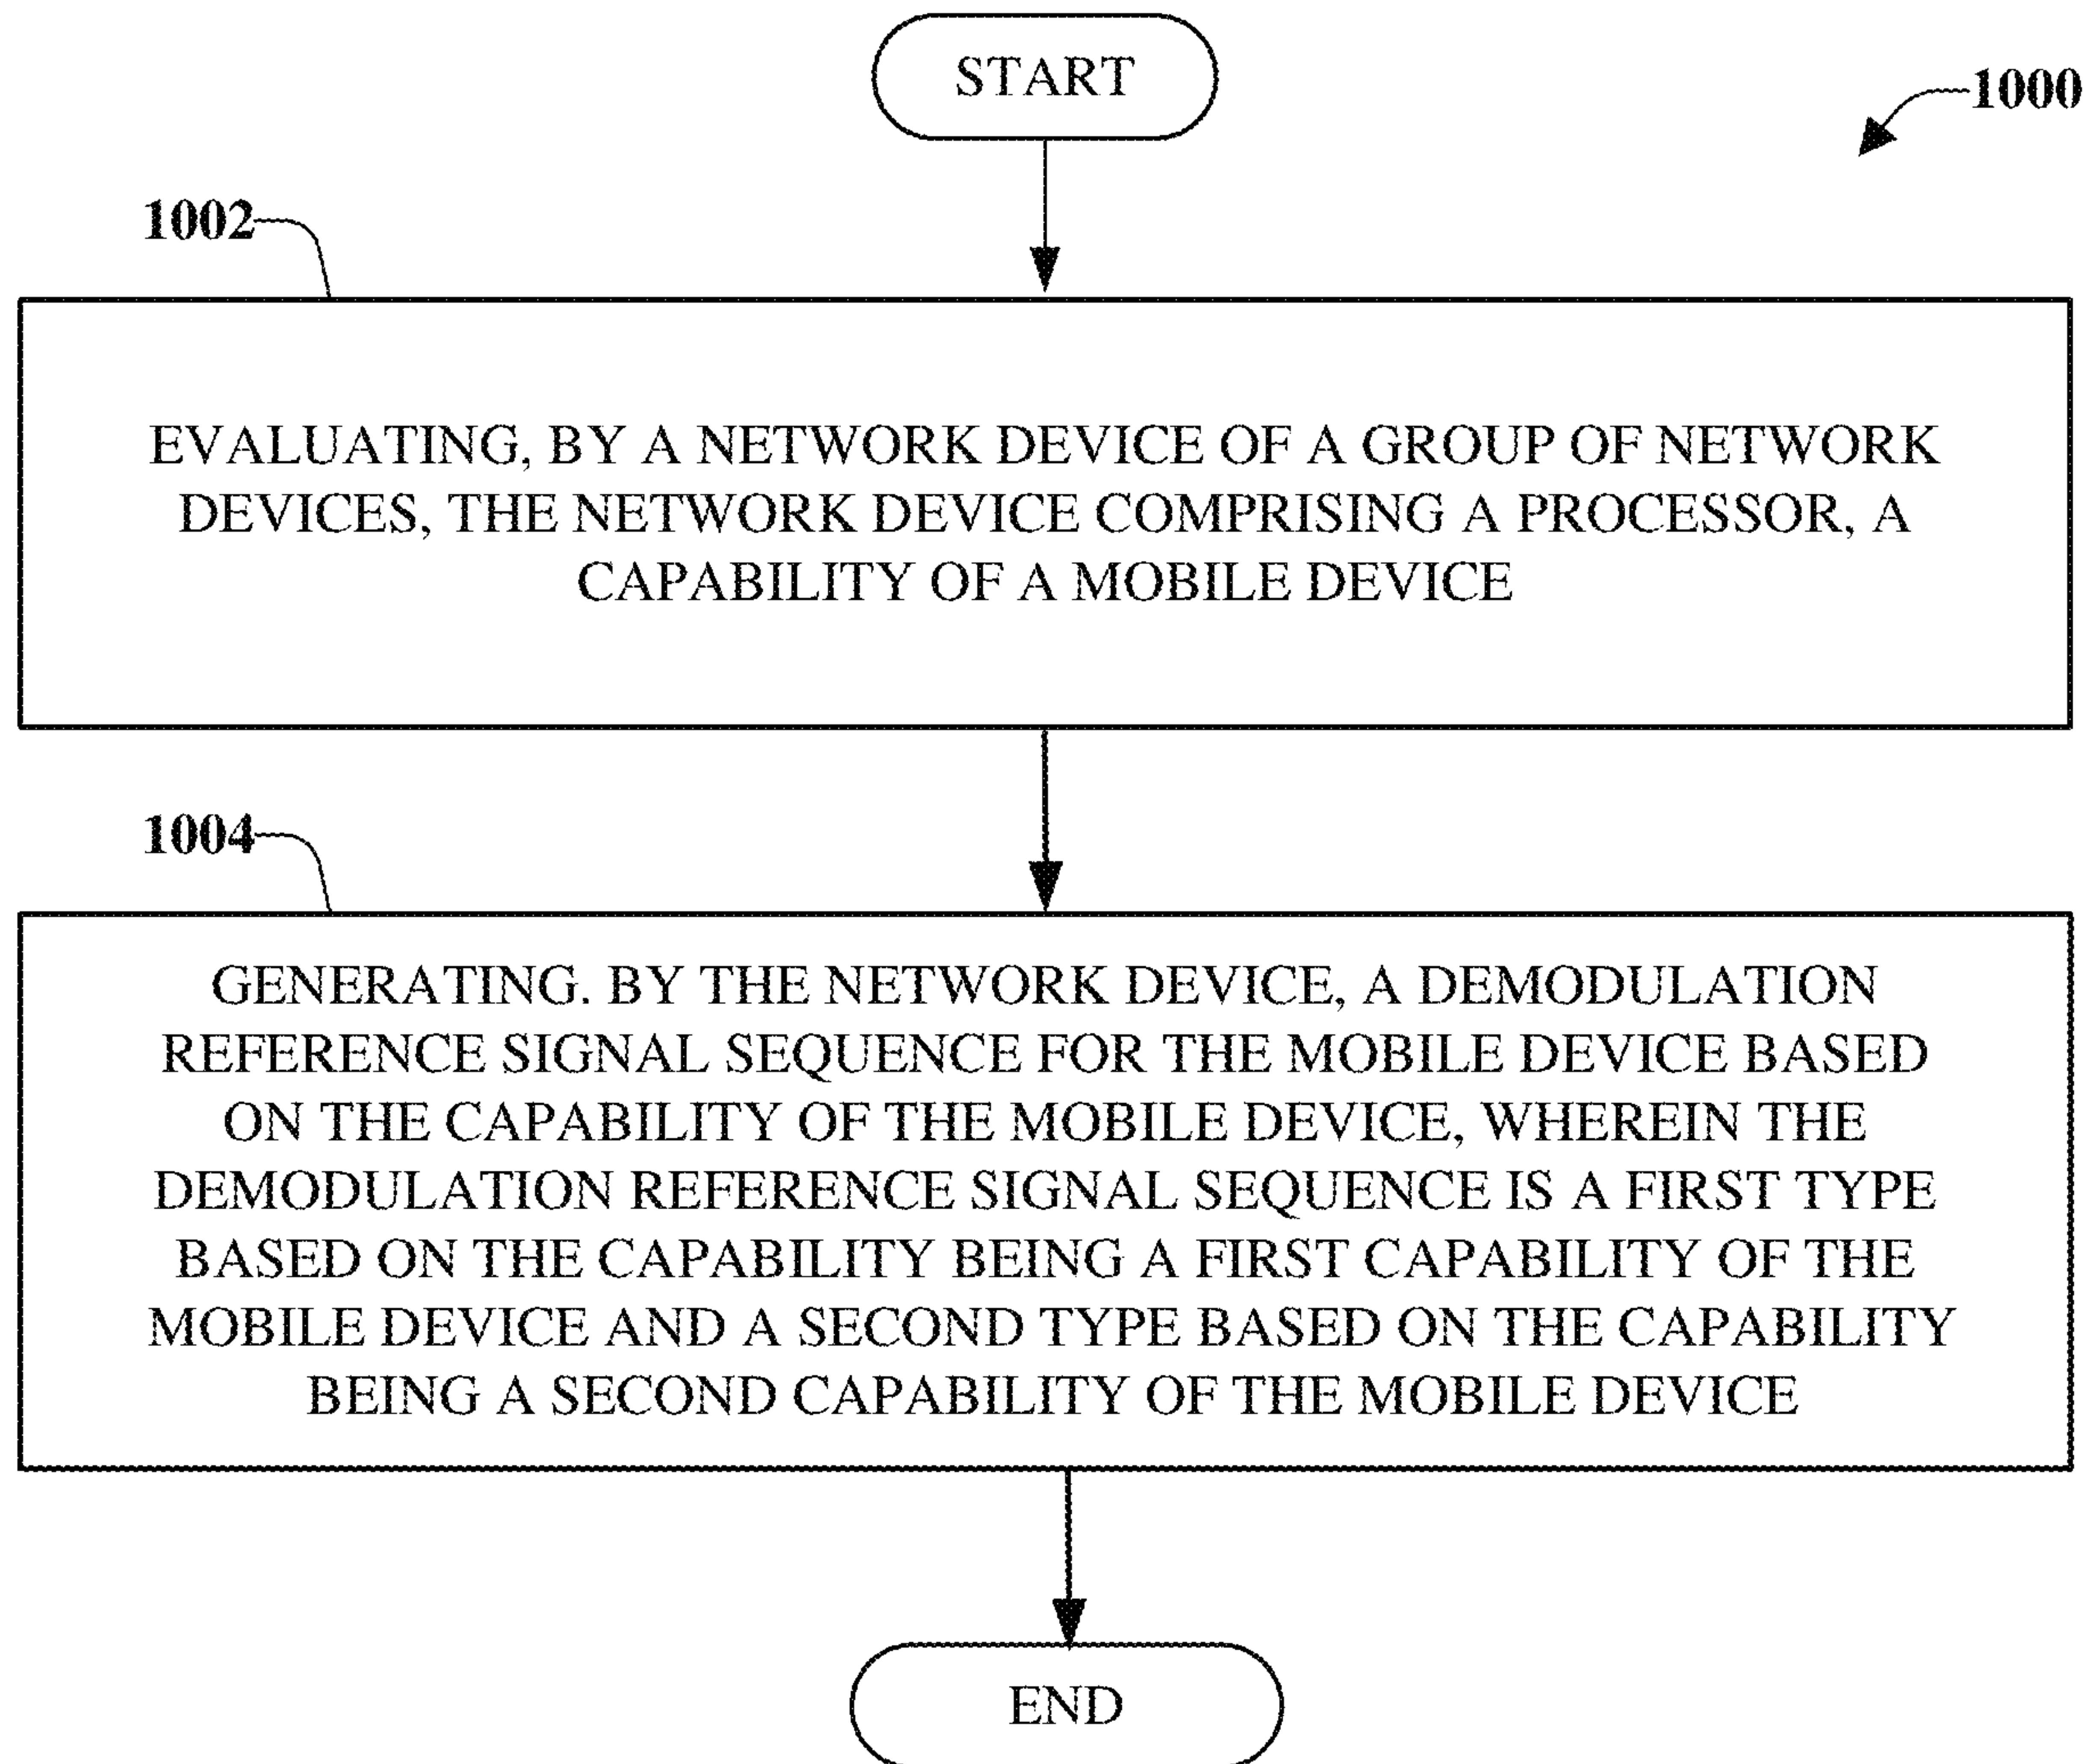 START
1000
1002
EVALUATING, BY A NETWORK DEVICE OF A GROUP OF NETWORK
DEVICES, THE NETWORK DEVICE COMPRISING A PROCESSOR, A
CAPABILITY OF A MOBILE DEVICE
1004
GENERATING. BY THE NETWORK DEVICE, A DEMODULATION
REFERENCE SIGNAL SEQUENCE FOR THE MOBILE DEVICE BASED
ON THE CAPABILITY OF THE MOBILE DEVICE, WHEREIN THE
DEMODULATION REFERENCE SIGNAL SEQUENCE IS A FIRST TYPE
BASED ON THE CAPABILITY BEING A FIRST CAPABILITY OF THE
MOBILE DEVICE AND A SECOND TYPE BASED ON THE CAPABILITY
BEING A SECOND CAPABILITY OF THE MOBILE DEVICE
END